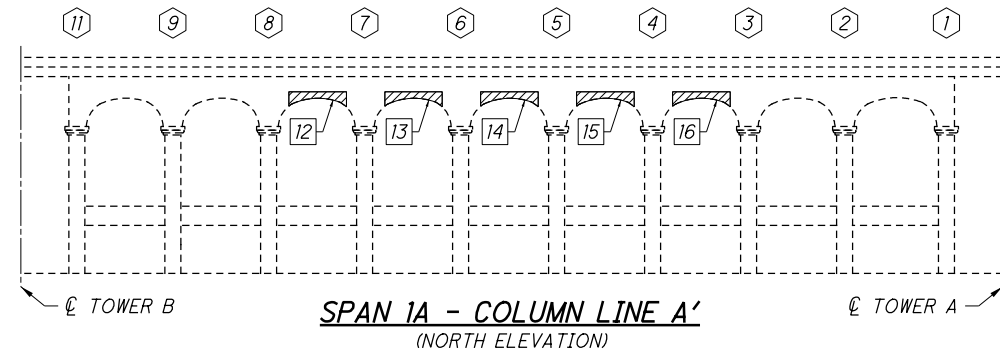 11 9 8 7 6 5 4 3 2 1
12 13 14 15 16
℄ TOWER B
℄ TOWER A
SPAN 1A - COLUMN LINE A'
(NORTH ELEVATION)